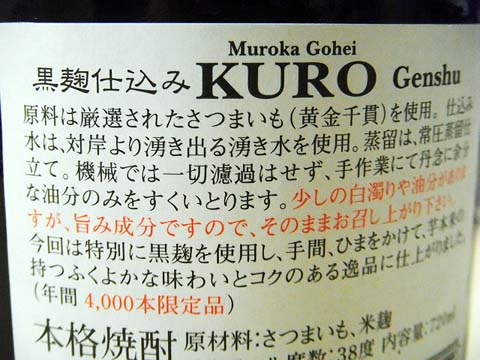 Muroka Gohei
黒麹仕込み KURO Genshu
原料は厳選されたさつまいも(黄金千貫)を使用。仕込み
水は、対岸より湧き出る湧き水を使用。蒸留は、常圧蒸留仕
立て。機械では一切濾過はせず、手作業にて丹念に余分
な油分のみをすくいとります。少しの白濁りや油分がありま
すが、旨み成分ですので、そのままお召し上がり下さい。
今回は特別に黒麹を使用し、手間、ひまをかけて、芋本来の
持つふくよかな味わいとコクのある逸品に仕上がりました。
(年間 4,000本限定品)
本格焼酎 原材料:さつまいも、米麹
度数:38度 内容量:720ml